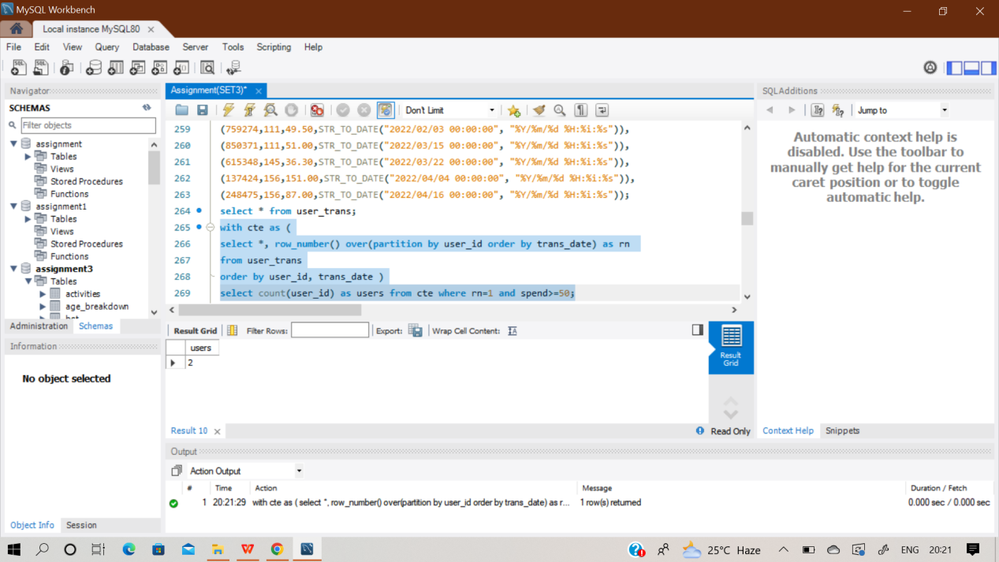 MySQL Workbench
Local instance MySQL80
File Edit View Query Database Server Tools Scripting Help
Navigator
SCHEMAS
Filter objects
assignment
Tables
Views
Stored Procedures
Functions
assignment1
Tables
Views
Stored Procedures
Functions
assignment3
Tables
activities
age_breakdown
Administration Schemas
Information
No object selected
Object Info Session
Assignment(SET3)*
Don't Limit
259 (759274,111,49.50,STR_TO_DATE("2022/02/03 00:00:00", "%Y/%m/%d %H:%i:%s")),
260 (850371,111,51.00,STR_TO_DATE("2022/03/15 00:00:00", "%Y/%m/%d %H:%i:%s")),
261 (615348,145,36.30,STR_TO_DATE("2022/03/22 00:00:00", "%Y/%m/%d %H:%i:%s")),
262 (137424,156,151.00,STR_TO_DATE("2022/04/04 00:00:00", "%Y/%m/%d %H:%i:%s")),
263 (248475,156,87.00,STR_TO_DATE("2022/04/16 00:00:00", "%Y/%m/%d %H:%i:%s"));
264 select * from user_trans;
265 with cte as (
266 select *, row_number() over(partition by user_id order by trans_date) as rn
267 from user_trans
268 order by user_id, trans_date )
269 select count(user_id) as users from cte where rn=1 and spend>=50;
Result Grid Filter Rows: Export: Wrap Cell Content:
users
2
Result Grid
Result 10
Read Only
SQLAdditions
Jump to
Automatic context help is
disabled. Use the toolbar to
manually get help for the current
caret position or to toggle
automatic help.
Context Help Snippets
Output
Action Output
# Time Action Message Duration / Fetch
1 20:21:29 with cte as ( select *, row_number() over(partition by user_id order by trans_date) as r... 1 row(s) returned 0.000 sec / 0.000 sec
25°C Haze ENG 20:21